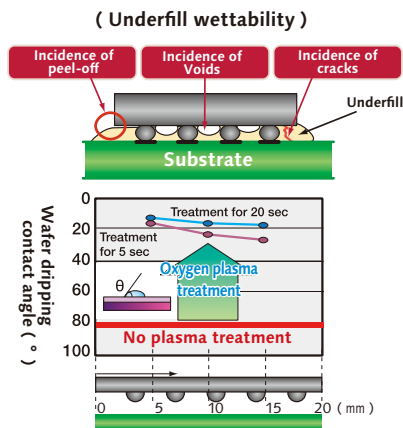 ( Underfill wettability )
Incidence of
peel-off
Incidence of
Voids
Incidence of
cracks
Underfill
Substrate
Wafer dripping
contact angle ( ° )
0
20
40
60
80
100
Treatment for 20 sec
Treatment
for 5 sec
Oxygen plasma
treatment
θ
No plasma treatment
0 5 10 15 20 (mm)